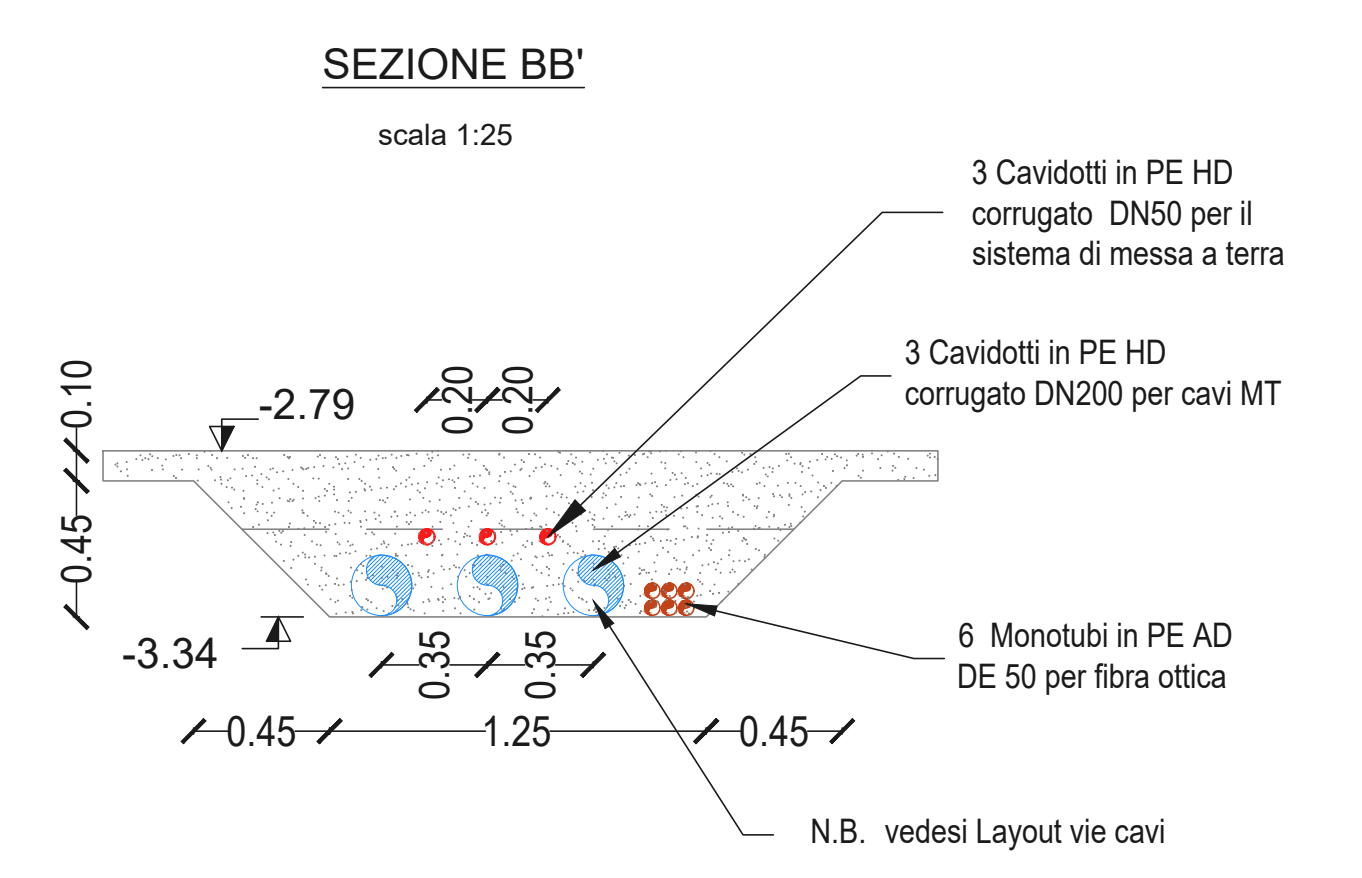 SEZIONE BB'
scala 1:25
3 Cavidotti in PE HD
corrugato DN50 per il
sistema di messa a terra
3 Cavidotti in PE HD
corrugato DN200 per cavi MT
0.10
0.45
-2.79
0.20
0.20
-3.34
0.35
0.35
6 Monotubi in PE AD
DE 50 per fibra ottica
0.45
1.25
0.45
N.B. vedesi Layout vie cavi